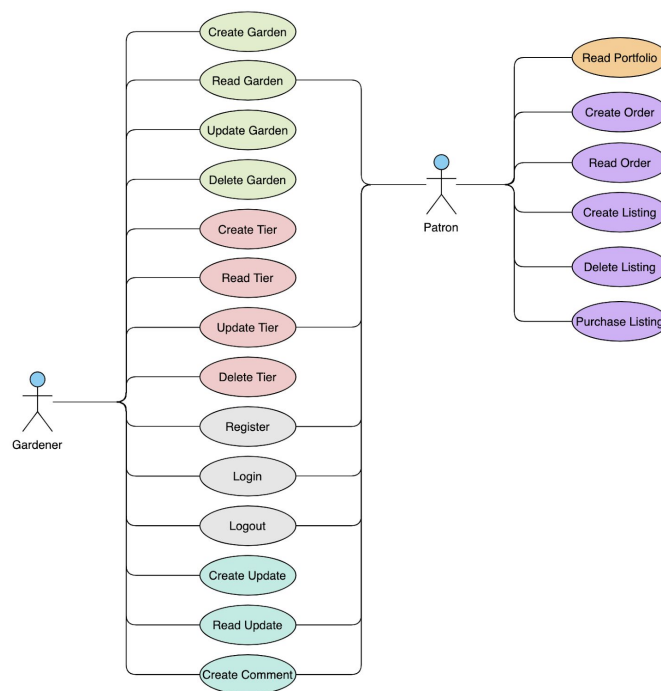 Create Garden
Read Garden
Update Garden
Delete Garden
Create Tier
Read Tier
Update Tier
Delete Tier
Register
Login
Logout
Create Update
Read Update
Create Comment
Gardener
Patron
Read Portfolio
Create Order
Read Order
Create Listing
Delete Listing
Purchase Listing